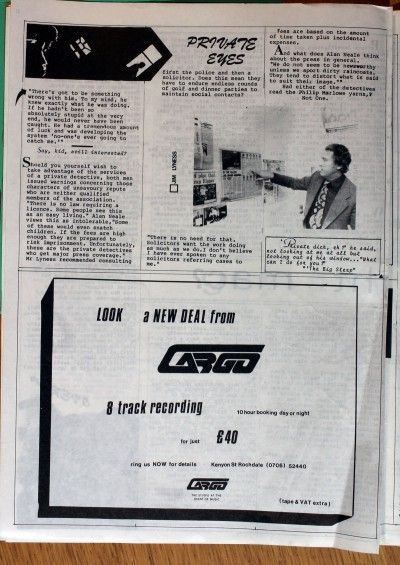 PRIVATE
EYES
"There's got to be something
wrong with him. To my mind, he
knew exactly what he was doing.
If he hadn't been so
absolutely stupid at the very
end, he would never have been
caught. He had a tremendous amount
of luck and was developing the
system 'no-one's ever going to
catch me.'"
Say, kid, still interested?
Should you yourself wish to
take advantage of the services
of a private detective, both men
issued warnings concerning those
characters of unsavoury repute
who are neither qualified
members of the association.
"There is no law requiring a
licence. Some people see this
as an easy living." Alan Neale
views this as intolerable. "Some
of these would even snatch
children. If the fees are high
enough they are prepared to
risk imprisonment. Unfortunately,
these are the private detectives
who get major press coverage."
Mr Lyness recommended consulting
first the police and then a
solicitor. Does this mean they
have to endure endless rounds
of golf and dinner parties to
maintain social contacts?
LYNESS
"There is no need for that.
Solicitors want the work doing
as much as we do. I don't believe
I have ever spoken to any
solicitors referring cases to
me."
fees are based on the amount
of time taken plus incidental
expenses.
And what does Alan Neale think
about the press in general.
"We do not seem to be newsworthy
unless we sport dirty raincoats.
They tend to distort what is said
to suit their image."
Had either of the detectives
read the Philip Marlowe yarns?
Not One.
"Private dick, eh" he said,
not looking at me at all but
looking out of his window... "What
can I do for you?"
"The Big Sleep"
LOOK a NEW DEAL from
CARGO
8 track recording
10 hour booking day or night
for just £40
ring us NOW for details Kenyon St Rochdale (0706) 52440
CARGO
THE STUDIO AT THE
HEART OF MUSIC
(tape & VAT extra)